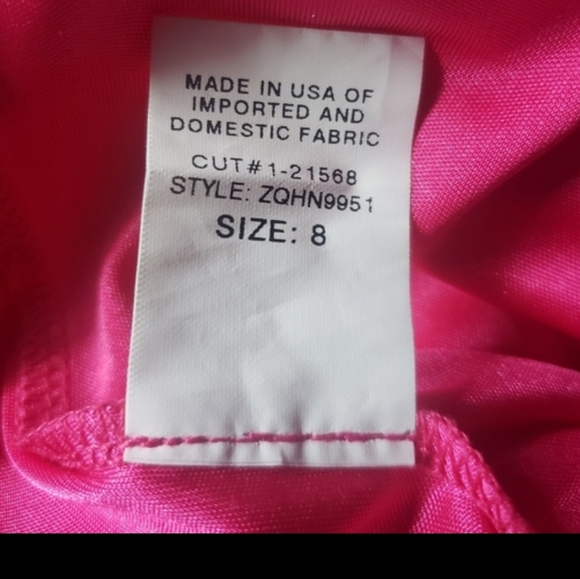 MADE IN USA OF
IMPORTED AND
DOMESTIC FABRIC
CUT#1-21568
STYLE: ZQHN9951
SIZE: 8